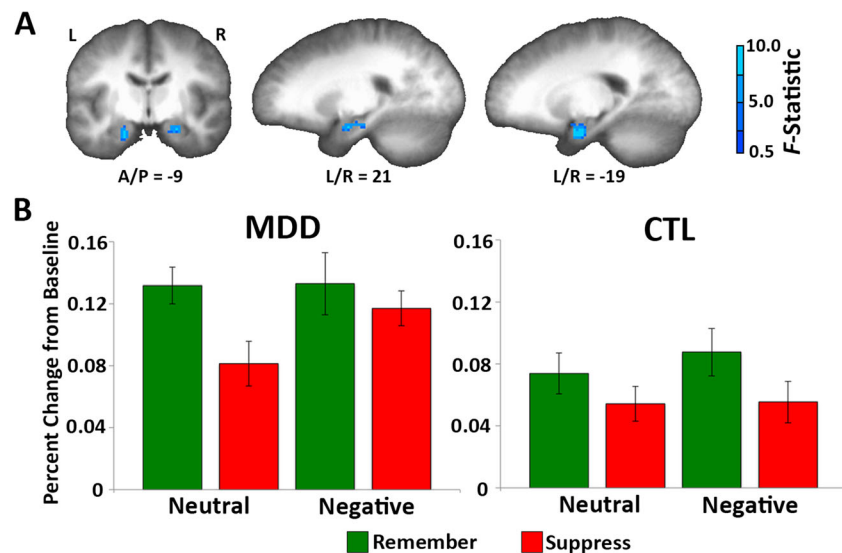 A
L
R
A/P = -9
L/R = 21
L/R = -19
10.0
5.0
0.5
F-Statistic
B
MDD
CTL
Percent Change from Baseline
0.16
0.12
0.08
0.04
0
Neutral
Negative
0.16
0.12
0.08
0.04
0
Neutral
Negative
Remember
Suppress